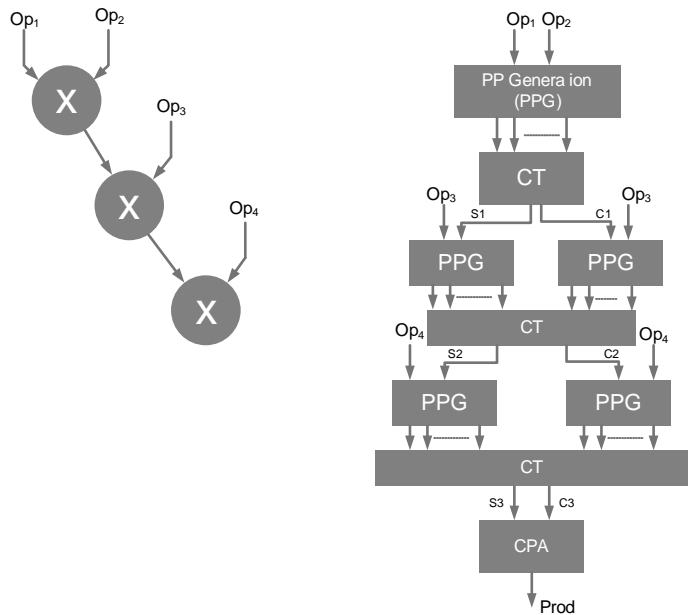 Op₁ Op₂
X
Op₃
X
Op₄
X
Op₁ Op₂
PP Genera ion
(PPG)
CT
Op₃ S1 C1 Op₃
PPG PPG
CT
Op₄ S2 C2 Op₄
PPG PPG
CT
S3 C3
CPA
Prod